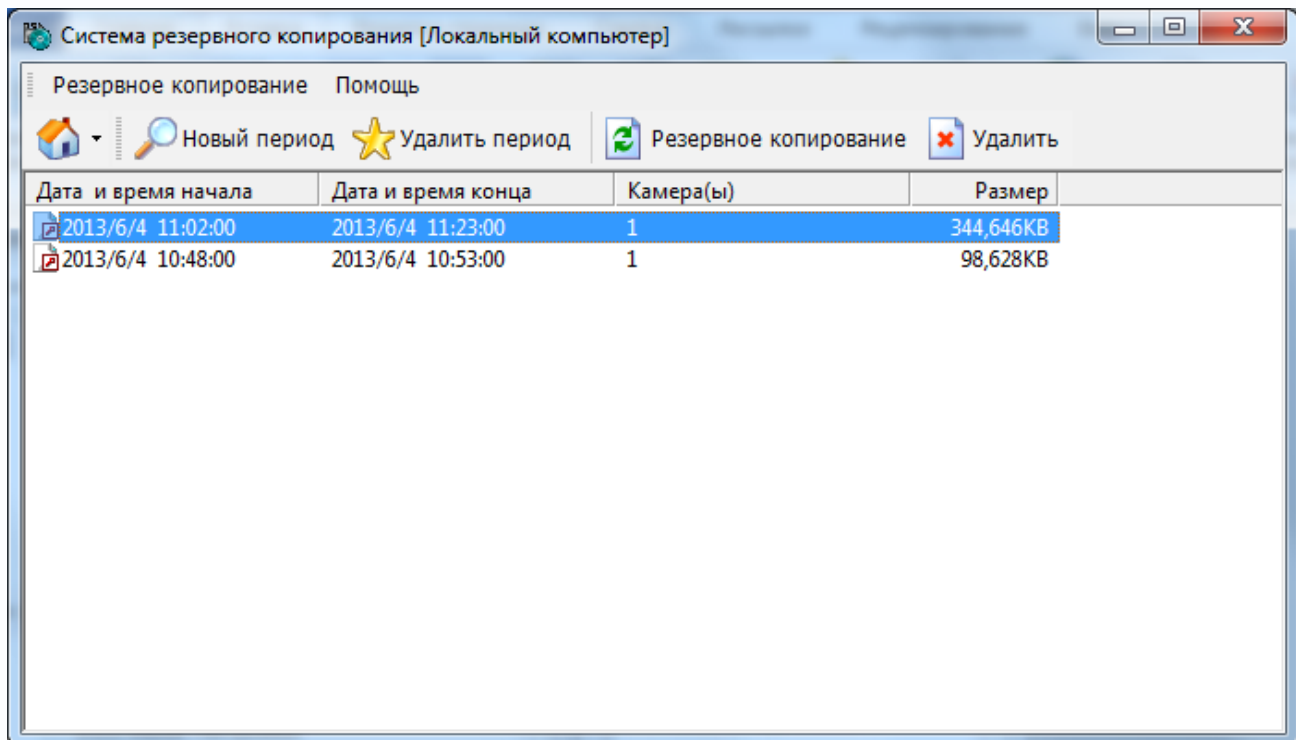 Система резервного копирования [Локальный компьютер]
Резервное копирование Помощь
Новый период Удалить период Резервное копирование Удалить
Дата и время начала Дата и время конца Камера(ы) Размер
2013/6/4 11:02:00 2013/6/4 11:23:00 1 344,646KB
2013/6/4 10:48:00 2013/6/4 10:53:00 1 98,628KB